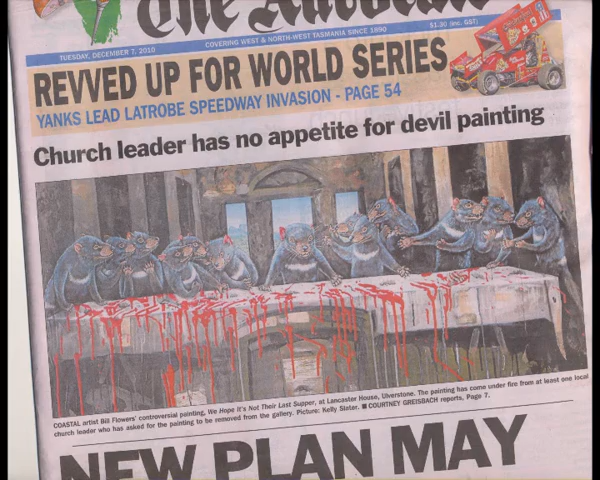 The Advocate
TUESDAY, DECEMBER 7, 2010
COVERING WEST & NORTH-WEST TASMANIA SINCE 1890
$1.30 (inc. GST)
REVVED UP FOR WORLD SERIES
YANKS LEAD LATROBE SPEEDWAY INVASION - PAGE 54
Church leader has no appetite for devil painting
COASTAL artist Bill Flowers' controversial painting, We Hope It's Not Their Last Supper, at Lancaster House, Ulverstone. The painting has come under fire from at least one local
church leader who has asked for the painting to be removed from the gallery. Picture: Kelly Slater. ■ COURTNEY GREISBACH reports, Page 7.
NEW PLAN MAY